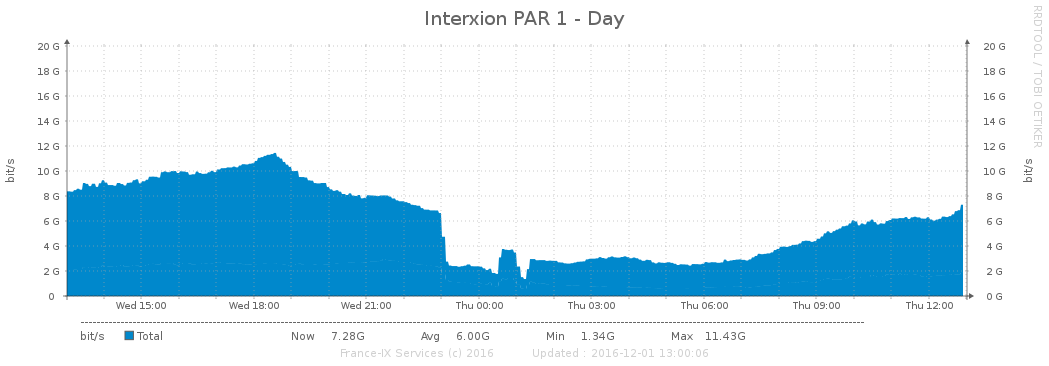 Interxion PAR 1 - Day
RRDTOOL / TOBI OETIKER
20 G 20 G
18 G 18 G
16 G 16 G
14 G 14 G
12 G 12 G
10 G 10 G
8 G 8 G
6 G 6 G
4 G 4 G
2 G 2 G
0 0 G
bit/s bit/s
Wed 15:00 Wed 18:00 Wed 21:00 Thu 00:00 Thu 03:00 Thu 06:00 Thu 09:00 Thu 12:00
bit/s Total Now 7.28G Avg 6.00G Min 1.34G Max 11.43G
France-IX Services (c) 2016 Updated : 2016-12-01 13:00:06